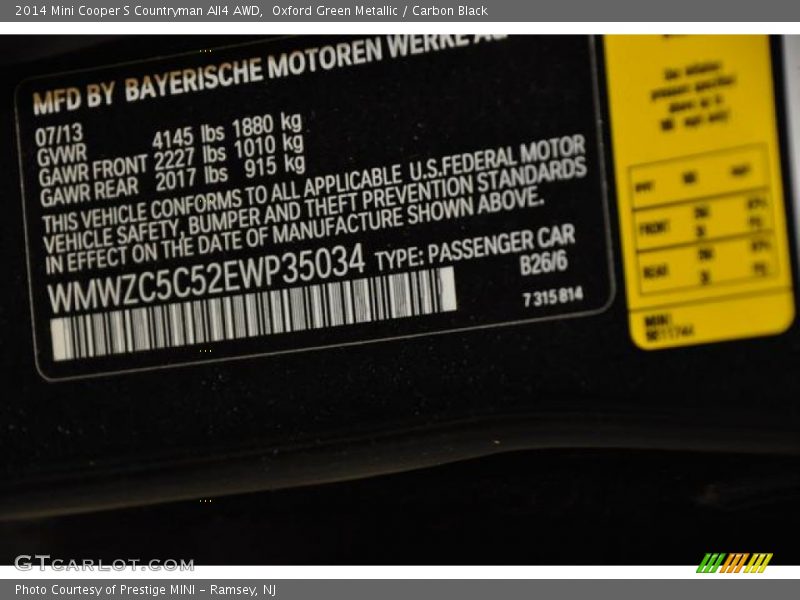 2014 Mini Cooper S Countryman All4 AWD, Oxford Green Metallic / Carbon Black
MFD BY BAYERISCHE MOTOREN WERKE AG
07/13
GVWR 4145 lbs 1880 kg
GAWR FRONT 2227 lbs 1010 kg
GAWR REAR 2017 lbs 915 kg
THIS VEHICLE CONFORMS TO ALL APPLICABLE U.S.FEDERAL MOTOR
VEHICLE SAFETY, BUMPER AND THEFT PREVENTION STANDARDS
IN EFFECT ON THE DATE OF MANUFACTURE SHOWN ABOVE.
WMWZC5C52EWP35034 TYPE: PASSENGER CAR
B26/6
7 315 814
FRONT
REAR
MINI
GTCARLOT.COM
Photo Courtesy of Prestige MINI – Ramsey, NJ